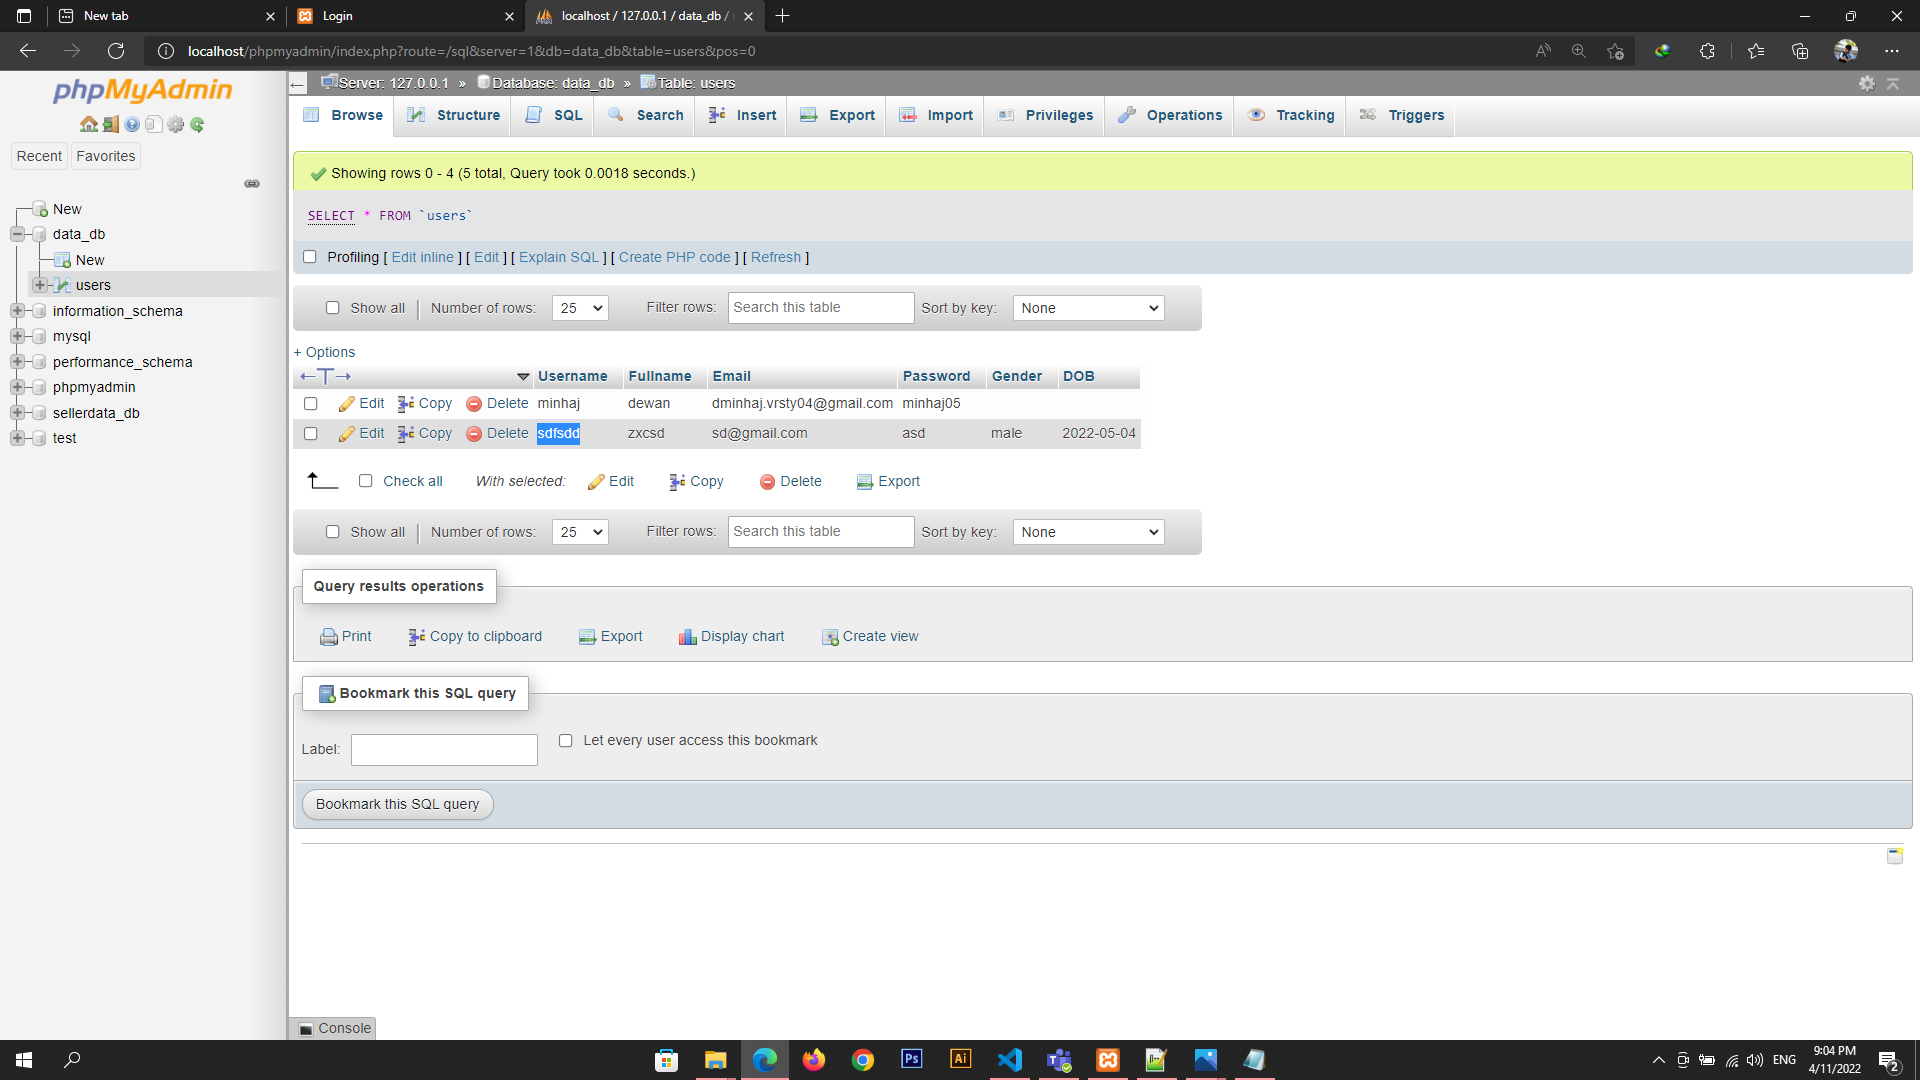 New tab
Login
localhost / 127.0.0.1 / data_db /
localhost/phpmyadmin/index.php?route=/sql&server=1&db=data_db&table=users&pos=0
phpMyAdmin
Recent Favorites
New
data_db
New
users
information_schema
mysql
performance_schema
phpmyadmin
sellerdata_db
test
Server: 127.0.0.1 » Database: data_db » Table: users
Browse Structure SQL Search Insert Export Import Privileges Operations Tracking Triggers
Showing rows 0 - 4 (5 total, Query took 0.0018 seconds.)
SELECT * FROM `users`
Profiling [ Edit inline ] [ Edit ] [ Explain SQL ] [ Create PHP code ] [ Refresh ]
Show all | Number of rows: 25 Filter rows: Search this table Sort by key: None
+ Options
←T→ Username Fullname Email Password Gender DOB
Edit Copy Delete minhaj dewan dminhaj.vrsty04@gmail.com minhaj05
Edit Copy Delete sdfsdd zxcsd sd@gmail.com asd male 2022-05-04
Check all With selected: Edit Copy Delete Export
Show all | Number of rows: 25 Filter rows: Search this table Sort by key: None
Query results operations
Print Copy to clipboard Export Display chart Create view
Bookmark this SQL query
Label: Let every user access this bookmark
Bookmark this SQL query
Console
Ps Ai
ENG
9:04 PM
4/11/2022
2